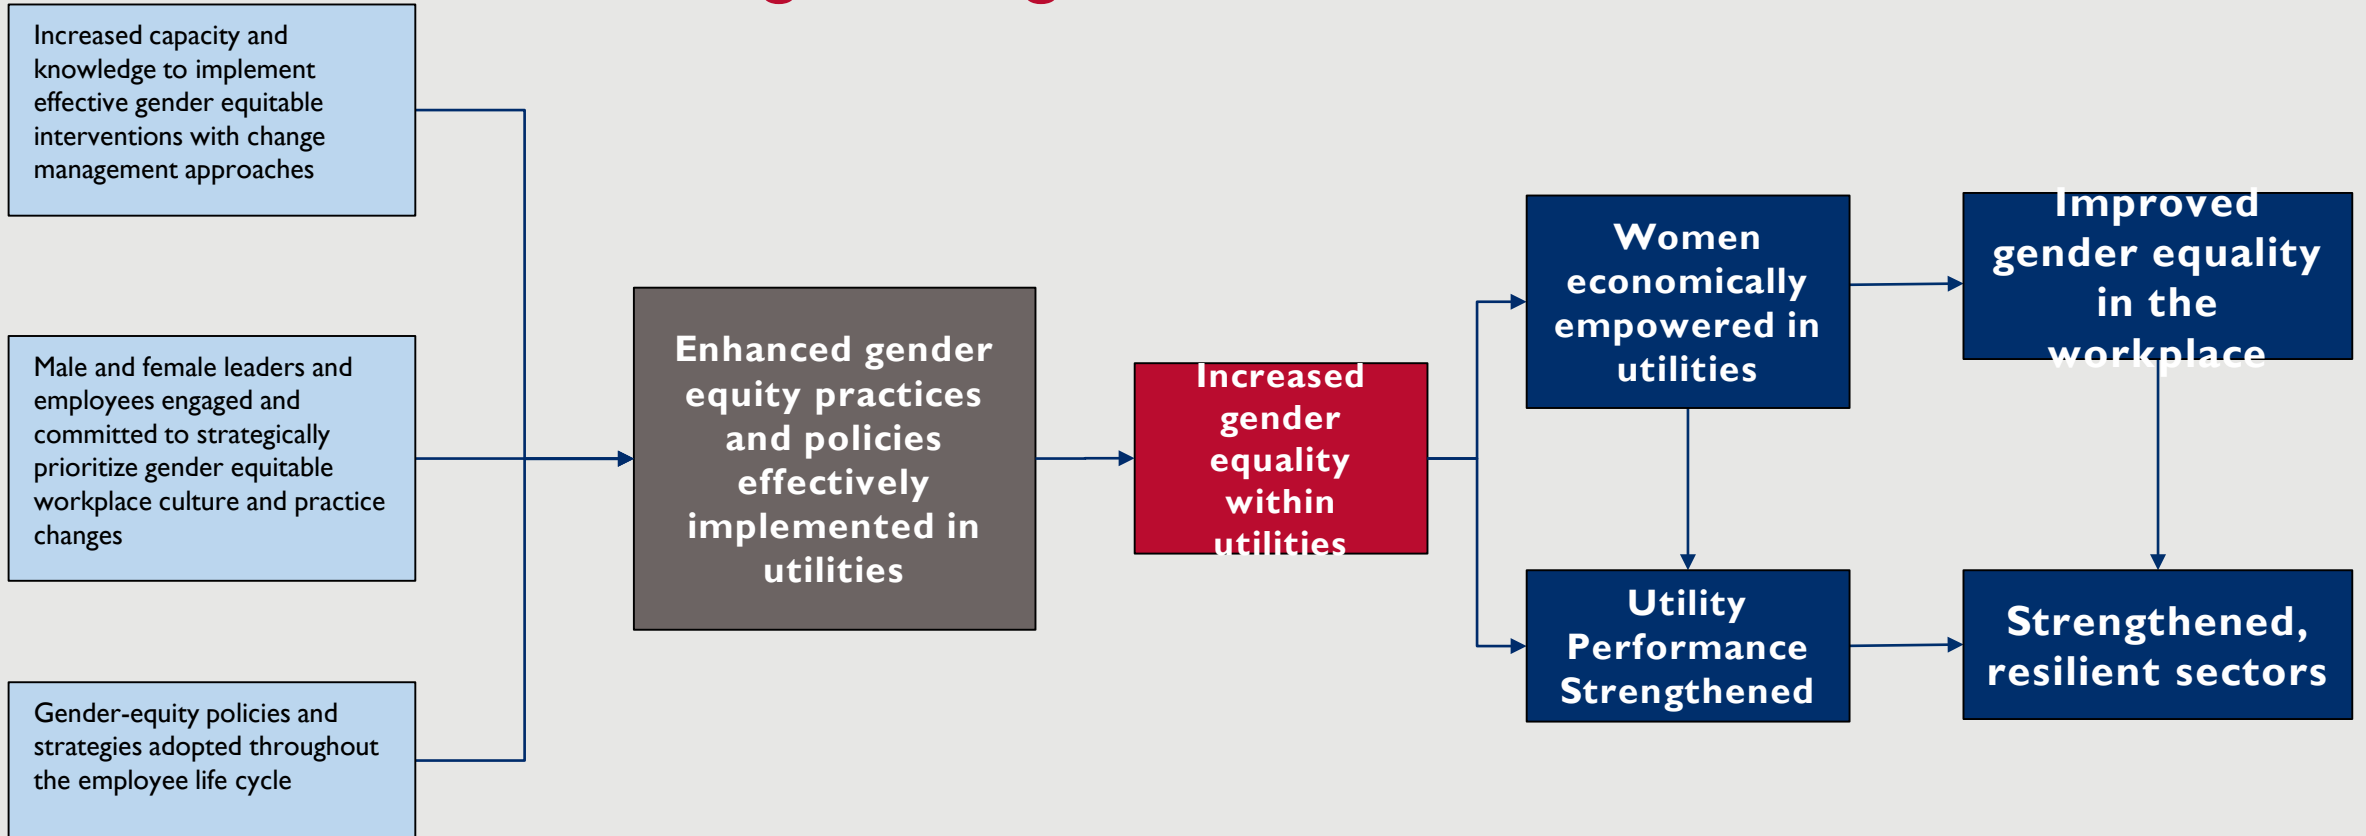 Increased capacity and
knowledge to implement
effective gender equitable
interventions with change
management approaches
Male and female leaders and
employees engaged and
committed to strategically
prioritize gender equitable
workplace culture and practice
changes
Gender-equity policies and
strategies adopted throughout
the employee life cycle
Enhanced gender
equity practices
and policies
effectively
implemented in
utilities
Increased
gender
equality
within
utilities
Women
economically
empowered in
utilities
Utility
Performance
Strengthened
Improved
gender equality
in the
workplace
Strengthened,
resilient sectors